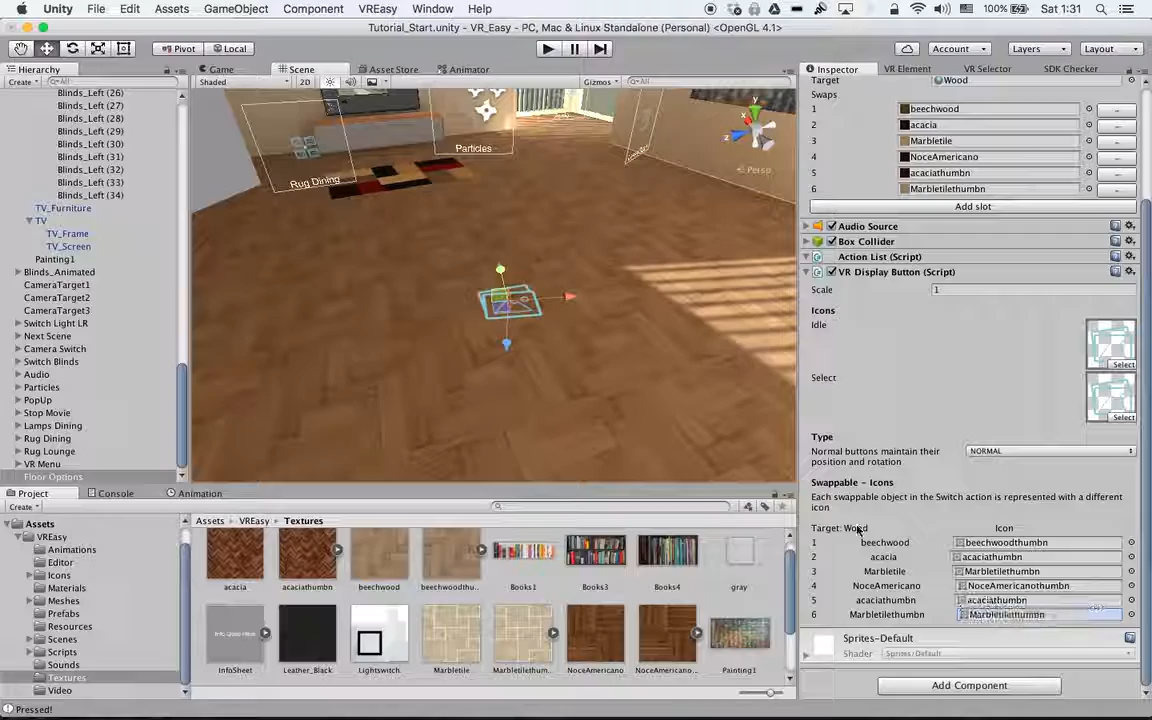 Unity File Edit Assets GameObject Component VREasy Window Help 100% Sat 1:31
Tutorial_Start.unity - VR_Easy - PC, Mac & Linux Standalone (Personal) <OpenGL 4.1>
Pivot Local Account Layers Layout
Hierarchy Game Scene Asset Store Animator Inspector VR Element VR Selector SDK Checker
Create All Shaded 2D Gizmos All
Target Wood
Swaps
1 beechwood
2 acacia
3 Marbletile
4 NoceAmericano
5 acaciathumbn
6 Marbletilethumbn
Add slot
Audio Source
Box Collider
Action List (Script)
VR Display Button (Script)
Scale 1
Icons
Idle
Select
Select
Select
Type
Normal buttons maintain their position and rotation
NORMAL
Swappable - Icons
Each swappable object in the Switch action is represented with a different icon
Target: Wood Icon
1 beechwood beechwoodthumbn
2 acacia acaciathumbn
3 Marbletile Marbletilethumbn
4 NoceAmericano NoceAmericanothumbn
5 acaciathumbn acaciathumbn
6 Marbletilethumbn Marbletilethumbn
Sprites-Default
Shader Sprites/Default
Add Component
Blinds_Left (26)
Blinds_Left (27)
Blinds_Left (28)
Blinds_Left (29)
Blinds_Left (30)
Blinds_Left (31)
Blinds_Left (32)
Blinds_Left (33)
Blinds_Left (34)
TV_Furniture
TV
TV_Frame
TV_Screen
Painting1
Blinds_Animated
CameraTarget1
CameraTarget2
CameraTarget3
Switch Light LR
Next Scene
Camera Switch
Switch Blinds
Audio
Particles
PopUp
Stop Movie
Lamps Dining
Rug Dining
Rug Lounge
VR Menu
Floor Options
Rug Dining
Particles
y
x
z
Persp
Project Console Animation
Create
Assets
VREasy
Animations
Editor
Icons
Materials
Meshes
Prefabs
Resources
Scenes
Scripts
Sounds
Textures
Video
Assets VREasy Textures
acacia acaciathumbn beechwood beechwoodthu... Books1 Books3 Books4 gray
InfoSheet Leather_Black Lightswitch Marbletile Marbletilethum... NoceAmericano NoceAmericano... Painting1
Pressed!